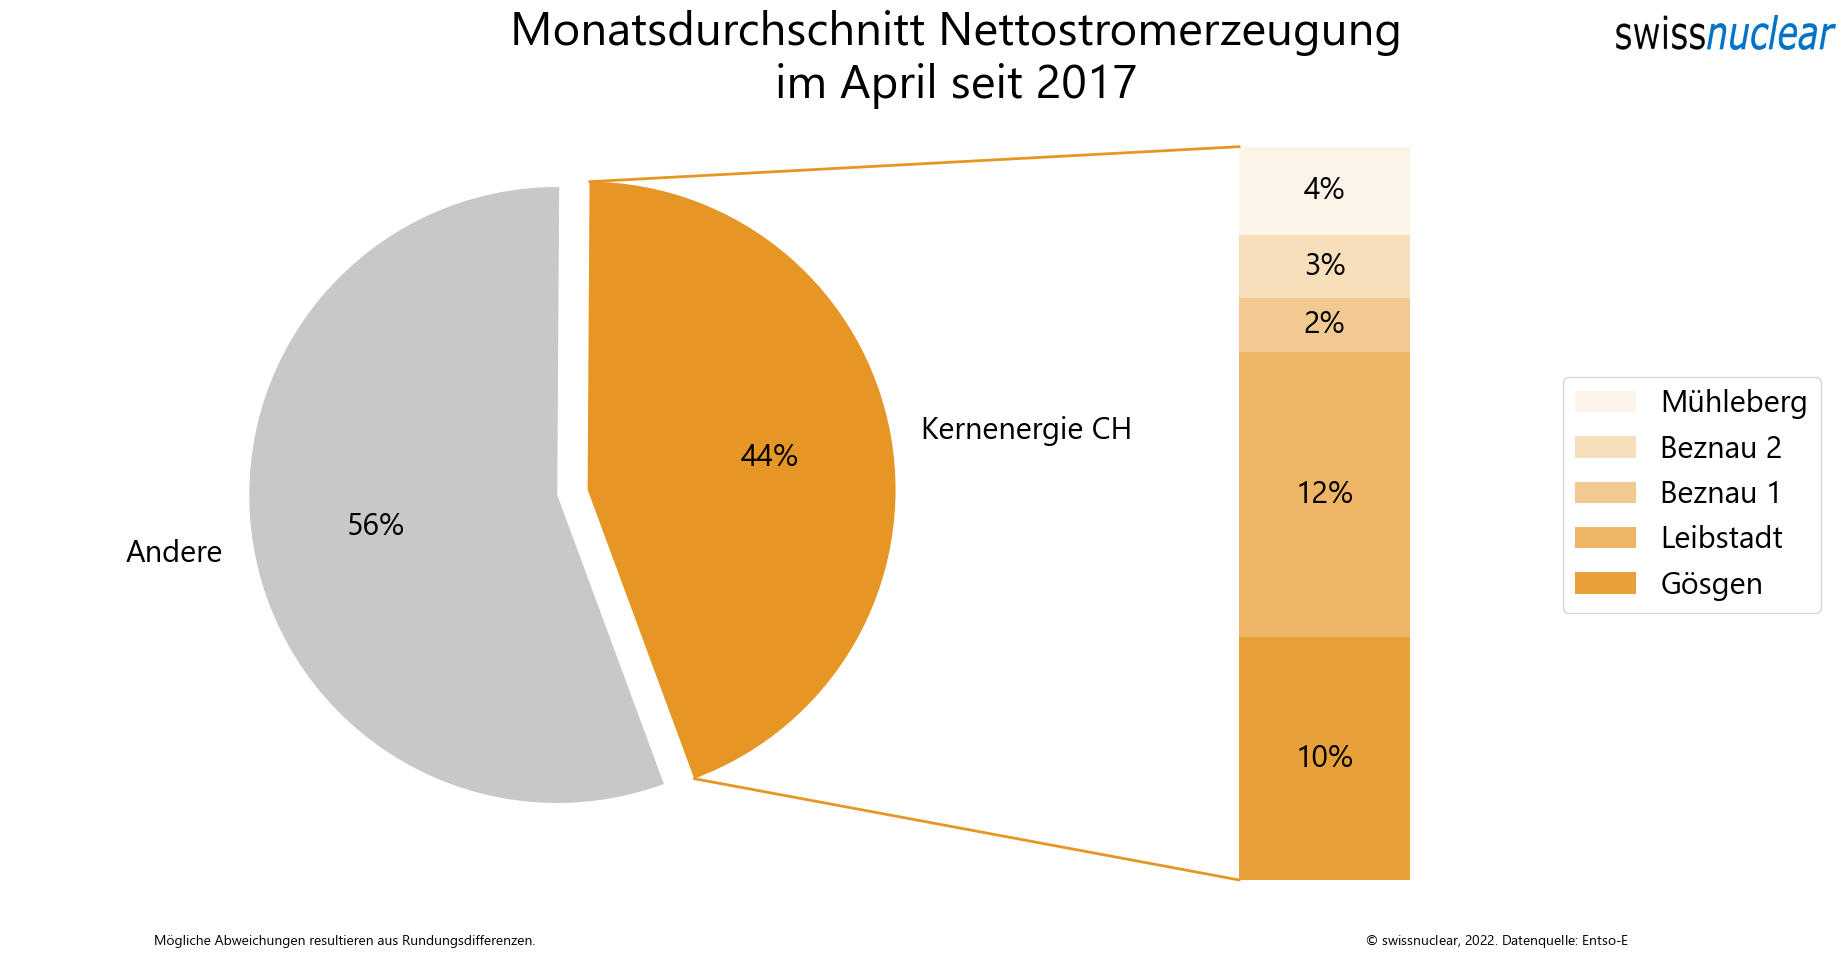 Monatsdurchschnitt Nettostromerzeugung
im April seit 2017
swissnuclear
4%
3%
2%
12%
10%
44%
56%
Kernenergie CH
Andere
Mühleberg
Beznau 2
Beznau 1
Leibstadt
Gösgen
Mögliche Abweichungen resultieren aus Rundungsdifferenzen.
© swissnuclear, 2022. Datenquelle: Entso-E